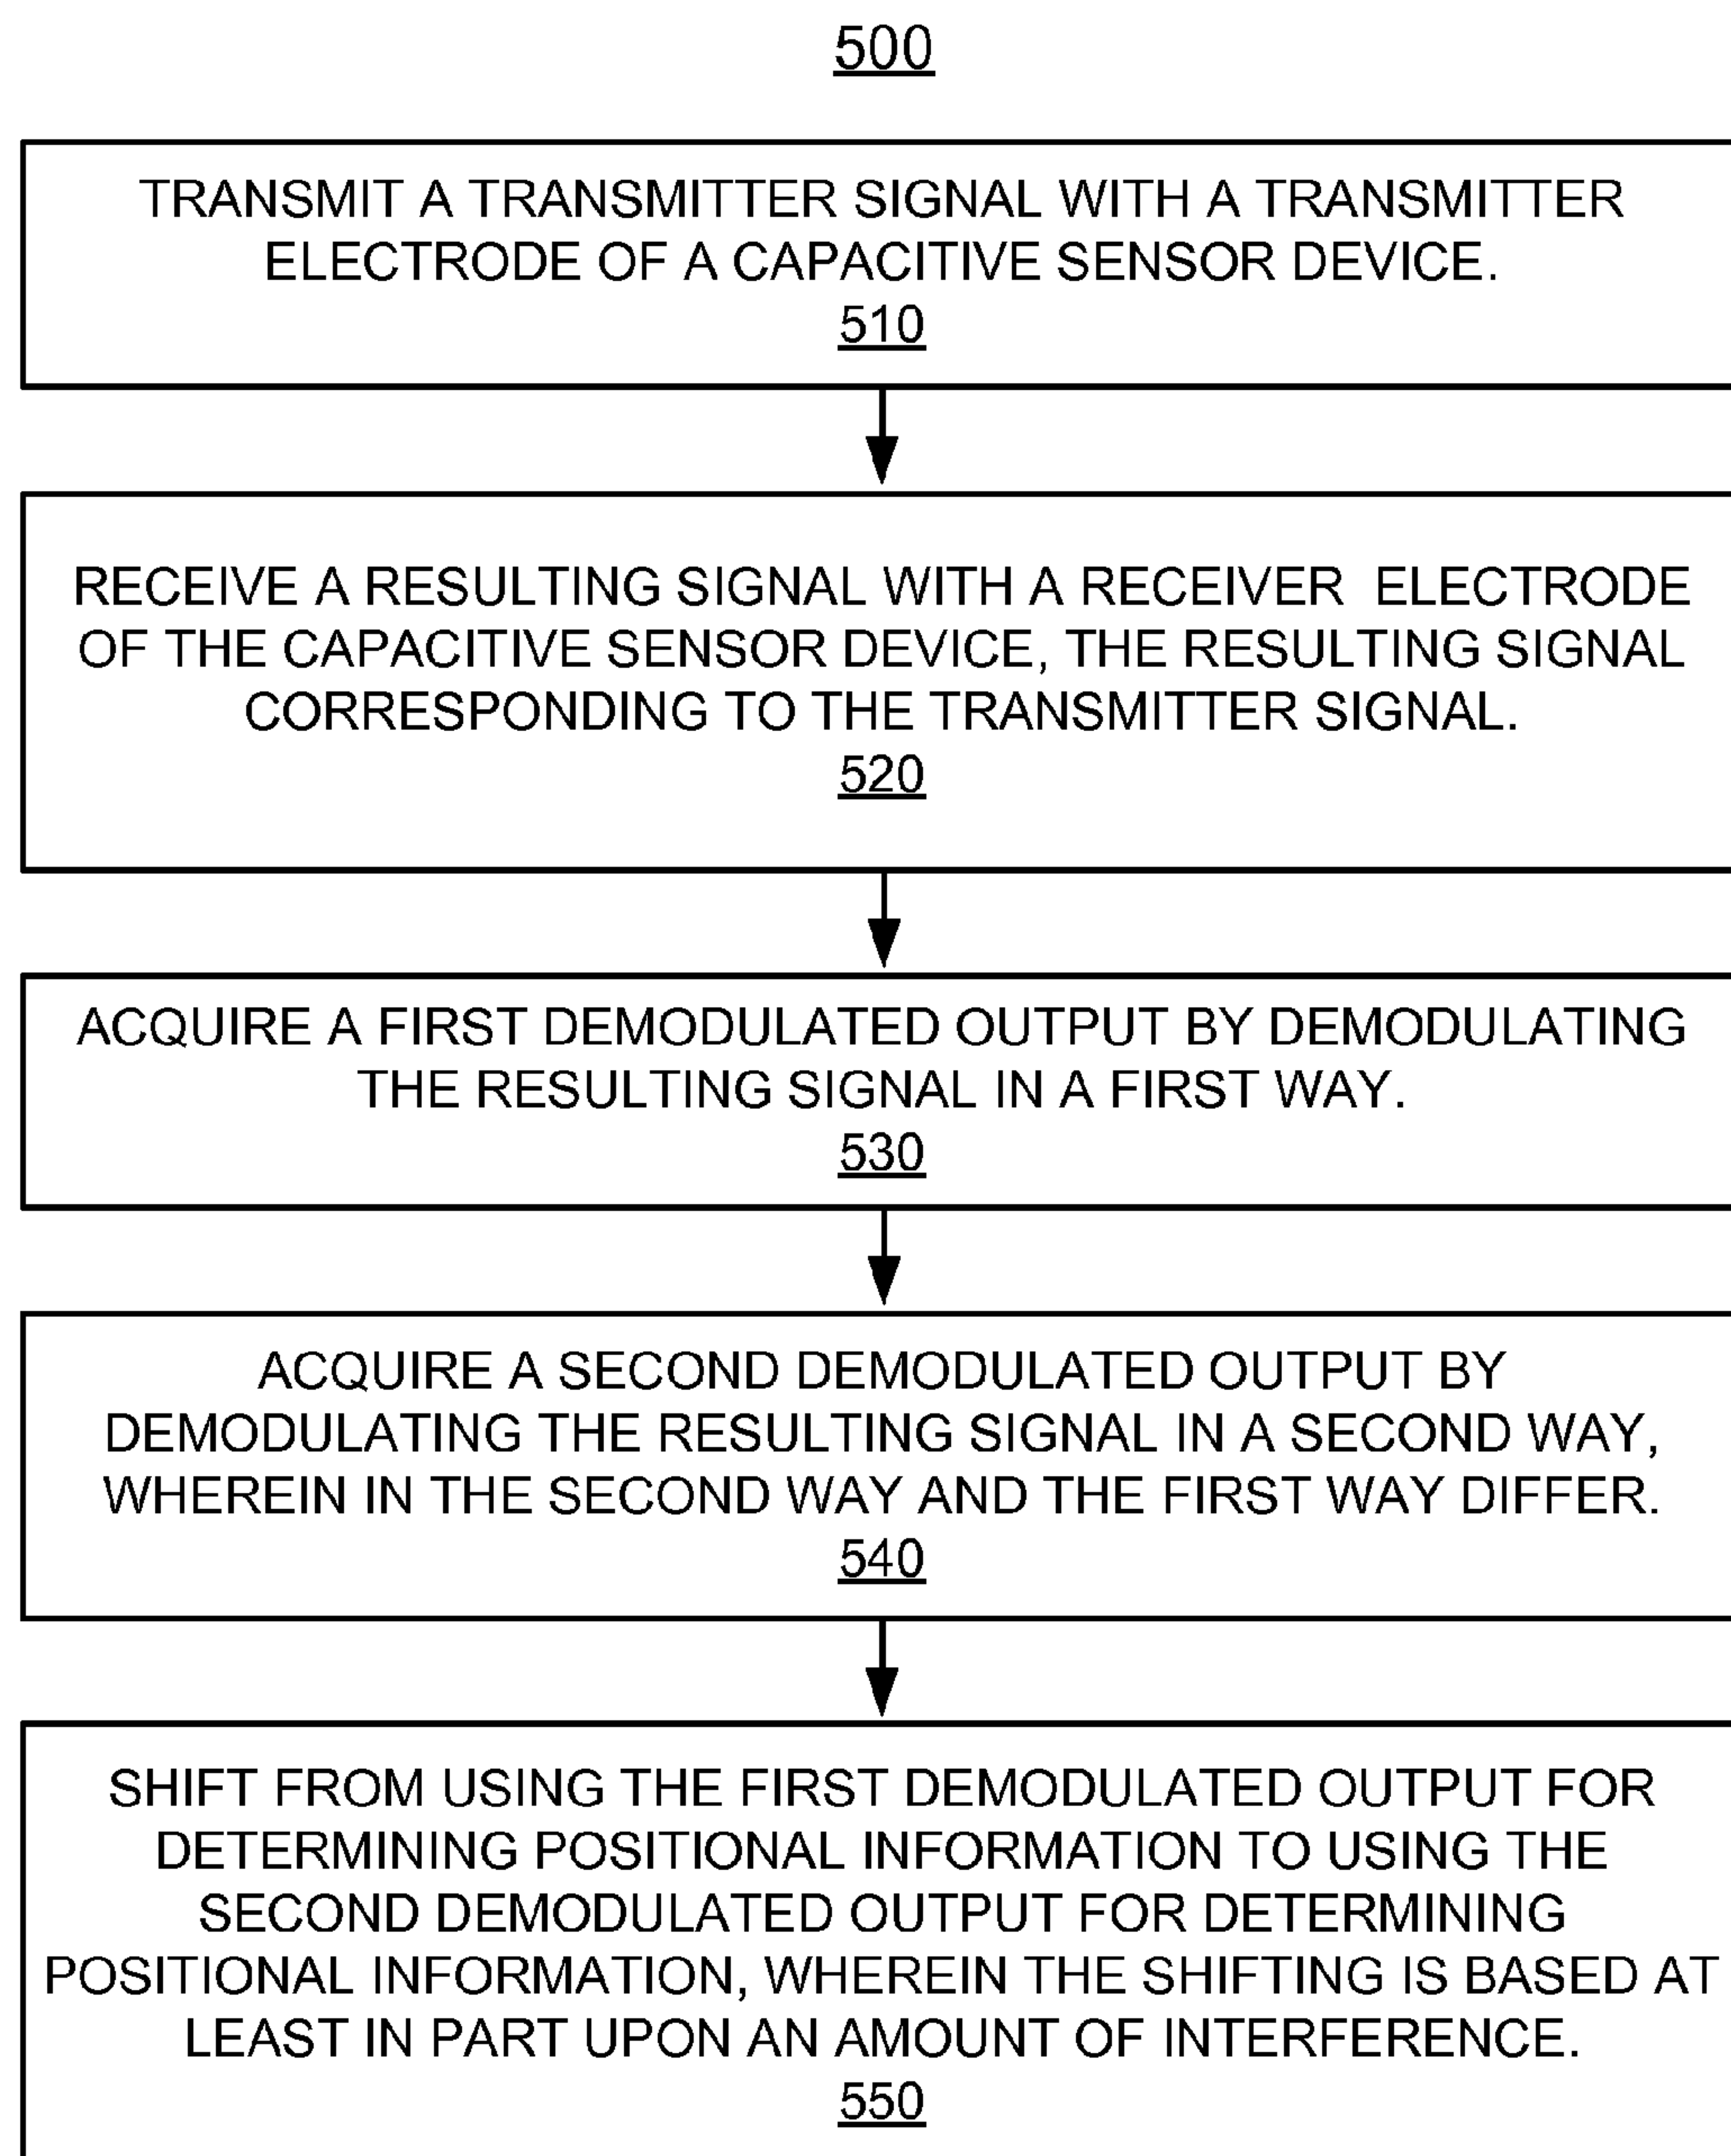 500
TRANSMIT A TRANSMITTER SIGNAL WITH A TRANSMITTER
ELECTRODE OF A CAPACITIVE SENSOR DEVICE.
510
RECEIVE A RESULTING SIGNAL WITH A RECEIVER ELECTRODE
OF THE CAPACITIVE SENSOR DEVICE, THE RESULTING SIGNAL
CORRESPONDING TO THE TRANSMITTER SIGNAL.
520
ACQUIRE A FIRST DEMODULATED OUTPUT BY DEMODULATING
THE RESULTING SIGNAL IN A FIRST WAY.
530
ACQUIRE A SECOND DEMODULATED OUTPUT BY
DEMODULATING THE RESULTING SIGNAL IN A SECOND WAY,
WHEREIN IN THE SECOND WAY AND THE FIRST WAY DIFFER.
540
SHIFT FROM USING THE FIRST DEMODULATED OUTPUT FOR
DETERMINING POSITIONAL INFORMATION TO USING THE
SECOND DEMODULATED OUTPUT FOR DETERMINING
POSITIONAL INFORMATION, WHEREIN THE SHIFTING IS BASED AT
LEAST IN PART UPON AN AMOUNT OF INTERFERENCE.
550